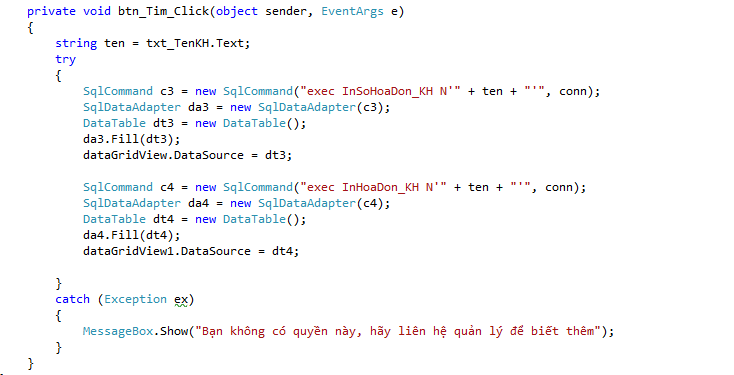 private void btn_Tim_Click(object sender, EventArgs e)
{
string ten = txt_TenKH.Text;
try
{
SqlCommand c3 = new SqlCommand("exec InSoHoaDon_KH N'" + ten + "'", conn);
SqlDataAdapter da3 = new SqlDataAdapter(c3);
DataTable dt3 = new DataTable();
da3.Fill(dt3);
dataGridView.DataSource = dt3;
SqlCommand c4 = new SqlCommand("exec InHoaDon_KH N'" + ten + "'", conn);
SqlDataAdapter da4 = new SqlDataAdapter(c4);
DataTable dt4 = new DataTable();
da4.Fill(dt4);
dataGridView1.DataSource = dt4;
}
catch (Exception ex)
{
MessageBox.Show("Bạn không có quyền này, hãy liên hệ quản lý để biết thêm");
}
}